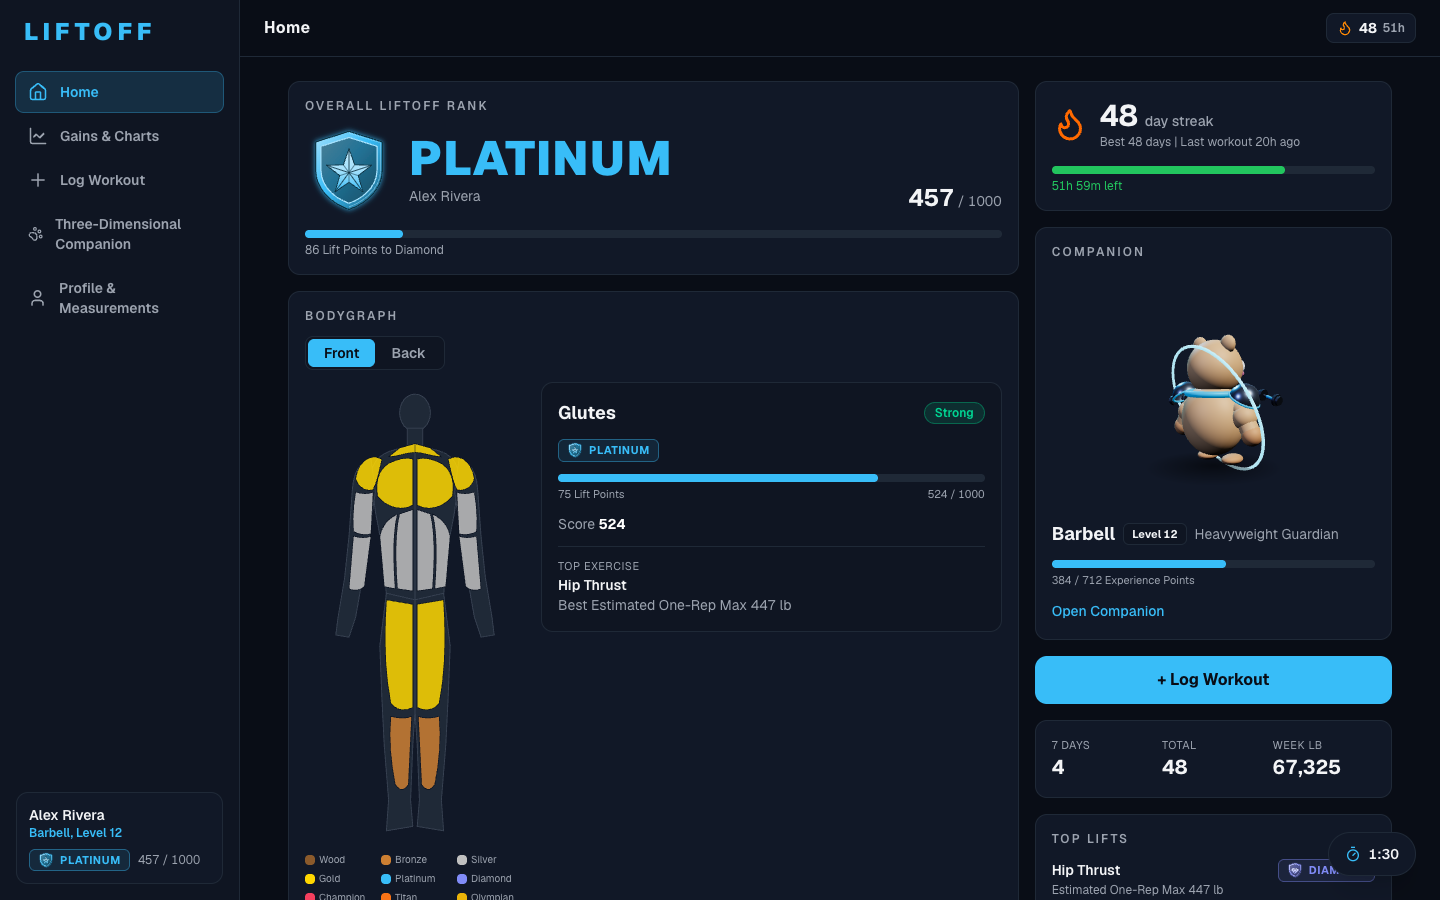 LIFTOFF
Home
Gains & Charts
Log Workout
Three-Dimensional
Companion
Profile &
Measurements
Alex Rivera
Barbell, Level 12
PLATINUM 457 / 1000
Home
48 51h
OVERALL LIFTOFF RANK
PLATINUM
Alex Rivera
457 / 1000
86 Lift Points to Diamond
BODYGRAPH
Front Back
Glutes Strong
PLATINUM
75 Lift Points 524 / 1000
Score 524
TOP EXERCISE
Hip Thrust
Best Estimated One-Rep Max 447 lb
Wood Bronze Silver
Gold Platinum Diamond
Champion Titan Olympian
48 day streak
Best 48 days | Last workout 20h ago
51h 59m left
COMPANION
Barbell Level 12 Heavyweight Guardian
384 / 712 Experience Points
Open Companion
+ Log Workout
7 DAYS TOTAL WEEK LB
4 48 67,325
TOP LIFTS
Hip Thrust DIAM
Estimated One-Rep Max 447 lb
1:30